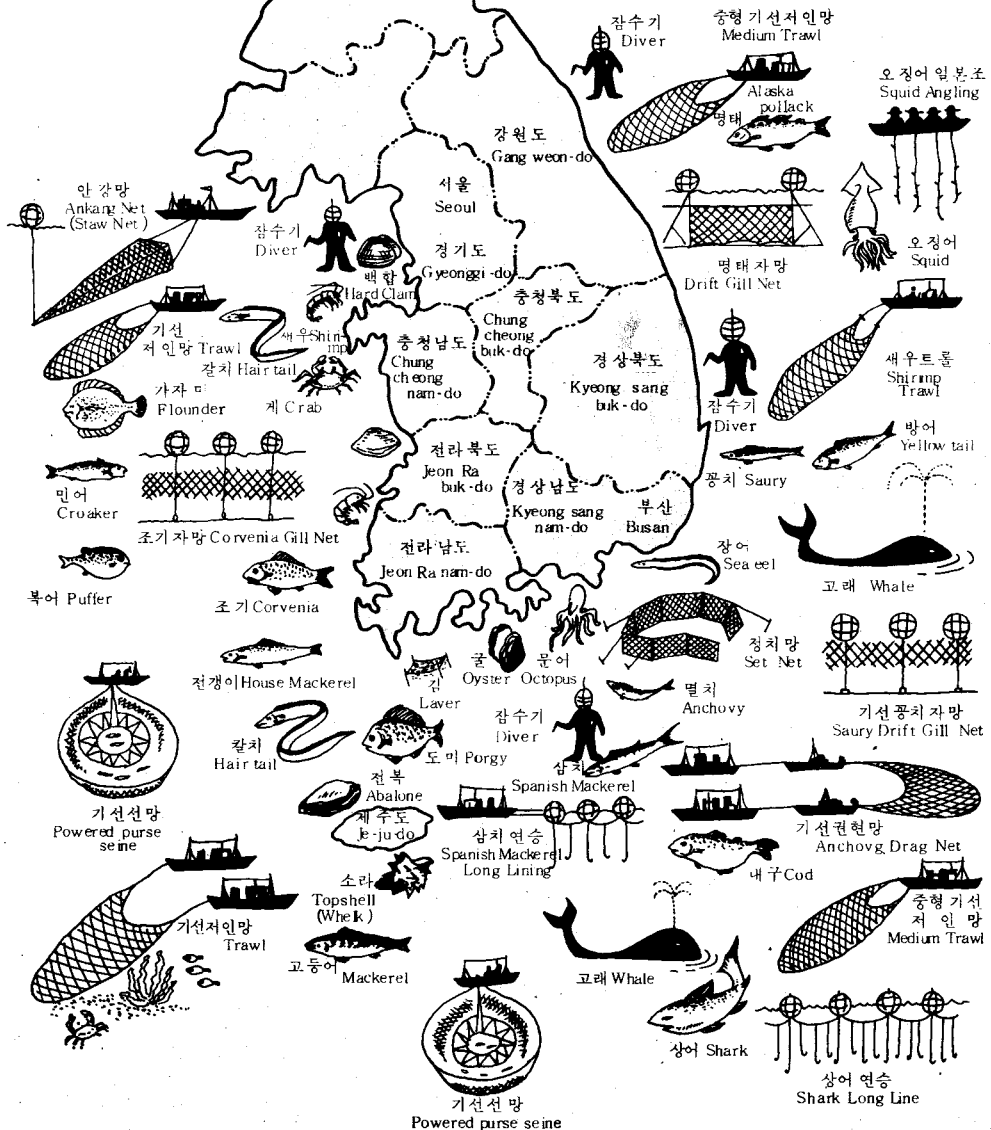 잠수기
Diver
중형기선저인망
Medium Trawl
오징어일본조
Squid Angling
Alaska
pollack
명태
강원도
Gang weon-do
서울
Seoul
안강망
Ankang Net
(Staw Net)
잠수기
Diver
백합
Hard Clam
경기도
Gyeonggi-do
명태자망
Drift Gill Net
오징어
Squid
기선
저인망 Trawl
갈치 Hair tail
새우 Shri-
mp
게 Crab
충청남도
Chung
cheong
nam-do
충청북도
Chung
cheong
buk-do
경상북도
Kyeong sang
buk-do
잠수기
Diver
새우트롤
Shirimp
Trawl
가자미
Flounder
방어
Yellow tail
꽁치 Saury
민어
Croaker
조기자망 Corvenia Gill Net
전라북도
Jeon Ra
buk-do
경상남도
Kyeong sang
nam-do
부산
Busan
복어 Puffer
조기 Corvenia
전라남도
Jeon Ra nam-do
장어
Sea eel
고래 Whale
전갱이 House Mackerel
김
Laver
굴
Oyster
문어
Octopus
정치망
Set Net
멸치
Anchovy
기선꽁치자망
Saury Drift Gill Net
칼치
Hair tail
도미 Porgy
잠수기
Diver
삼치
Spanish Mackerel
기선선망
Powered purse
seine
전복
Abalone
제주도
Je-ju do
삼치연승
Spanish Mackerel
Long Lining
기선권현망
Anchovg Drag Net
대구 Cod
소라
Topshell
(Whelk)
기선저인망
Trawl
고등어 Mackerel
고래 Whale
중형기선
저인망
Medium Trawl
상어 Shark
상어연승
Shark Long Line
기선선망
Powered purse seine